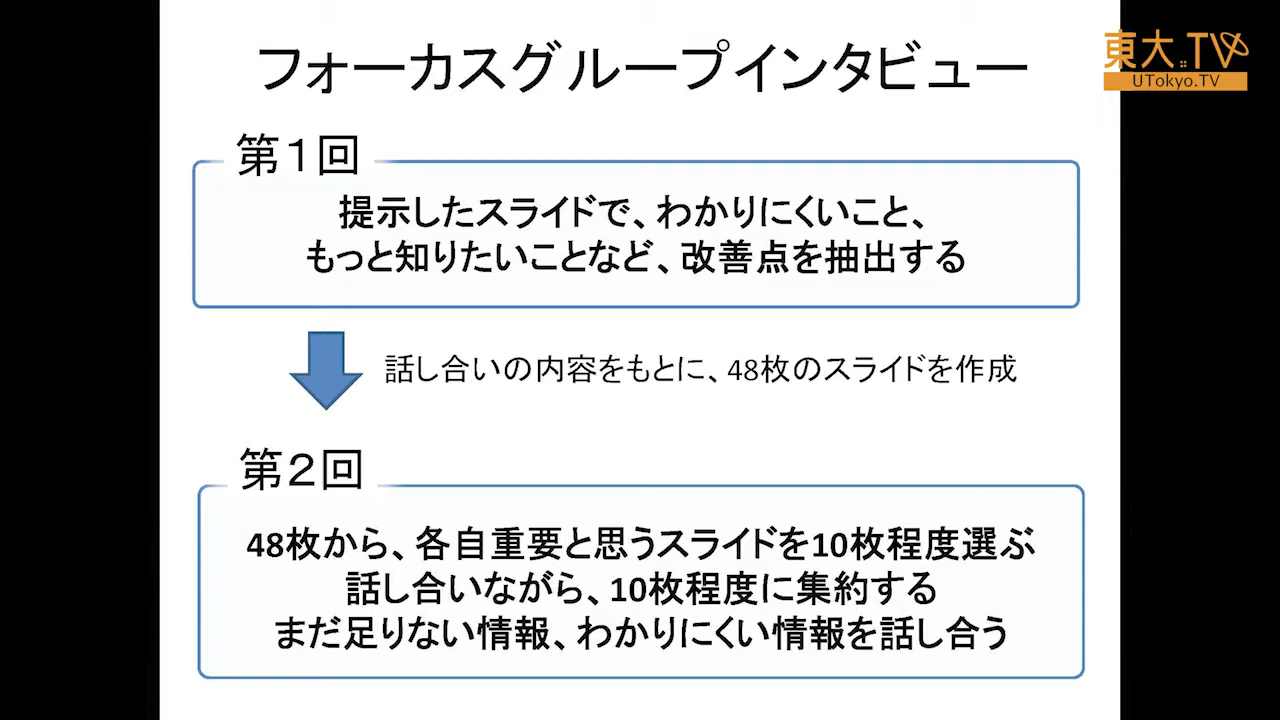 フォーカスグループインタビュー
東大TV
UTokyo.TV
第1回
提示したスライドで、わかりにくいこと、
もっと知りたいことなど、改善点を抽出する
話し合いの内容をもとに、48枚のスライドを作成
第2回
48枚から、各自重要と思うスライドを10枚程度選ぶ
話し合いながら、10枚程度に集約する
まだ足りない情報、わかりにくい情報を話し合う